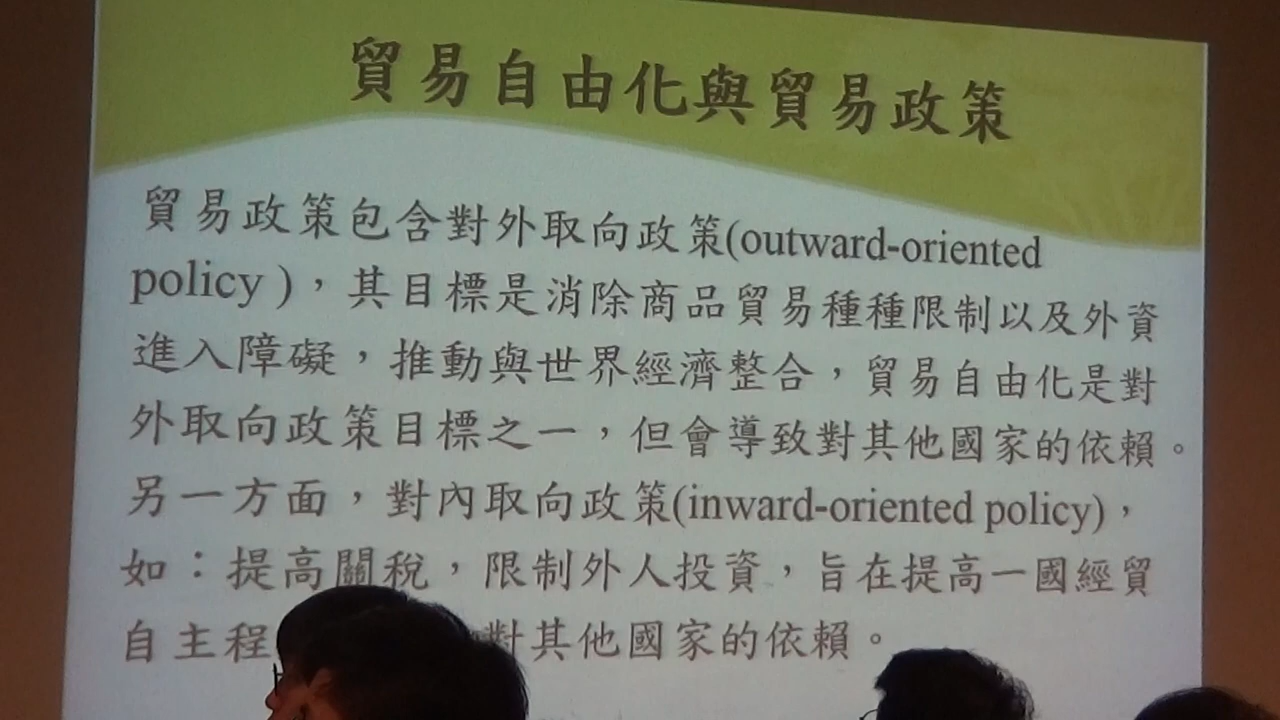 貿易自由化與貿易政策
貿易政策包含對外取向政策(outward-oriented
policy )，其目標是消除商品貿易種種限制以及外資
進入障礙，推動與世界經濟整合，貿易自由化是對
外取向政策目標之一，但會導致對其他國家的依賴。
另一方面，對內取向政策(inward-oriented policy)，
如：提高關稅，限制外人投資，旨在提高一國經貿
自主程 對其他國家的依賴。